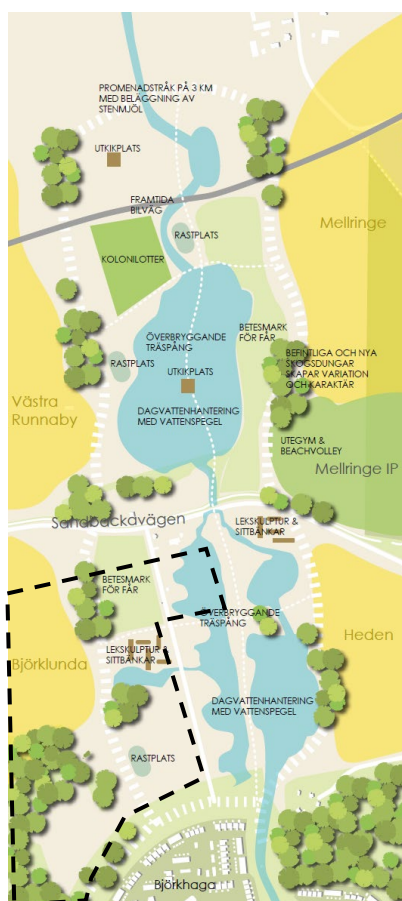 PROMENADSTRÅK PÅ 3 KM
MED BELÄGGNING AV
STENMJÖL
UTKIKPLATS
FRAMTIDA
BILVÄG
Mellringe
RASTPLATS
KOLONILOTTER
BETESMARK
FÖR FÅR
ÖVERBRYGGANDE
TRÄSPÅNG
BEFINTLIGA OCH NYA
SKOGSDUNGAR
SKAPAR VARIATION
OCH KARAKTÄR
RASTPLATS
UTKIKPLATS
Västra
Runnaby
DAGVATTENHANTERING
MED VATTENSPEGEL
UTEGYM &
BEACHVOLLEY
Mellringe IP
Sandbackavägen
LEKSKULPTUR &
SITTBÄNKAR
BETESMARK
FÖR FÅR
ÖVERBRYGGANDE
TRÄSPÅNG
Heden
LEKSKULPTUR &
SITTBÄNKAR
Björklunda
DAGVATTENHANTERING
MED VATTENSPEGEL
RASTPLATS
Björkhaga